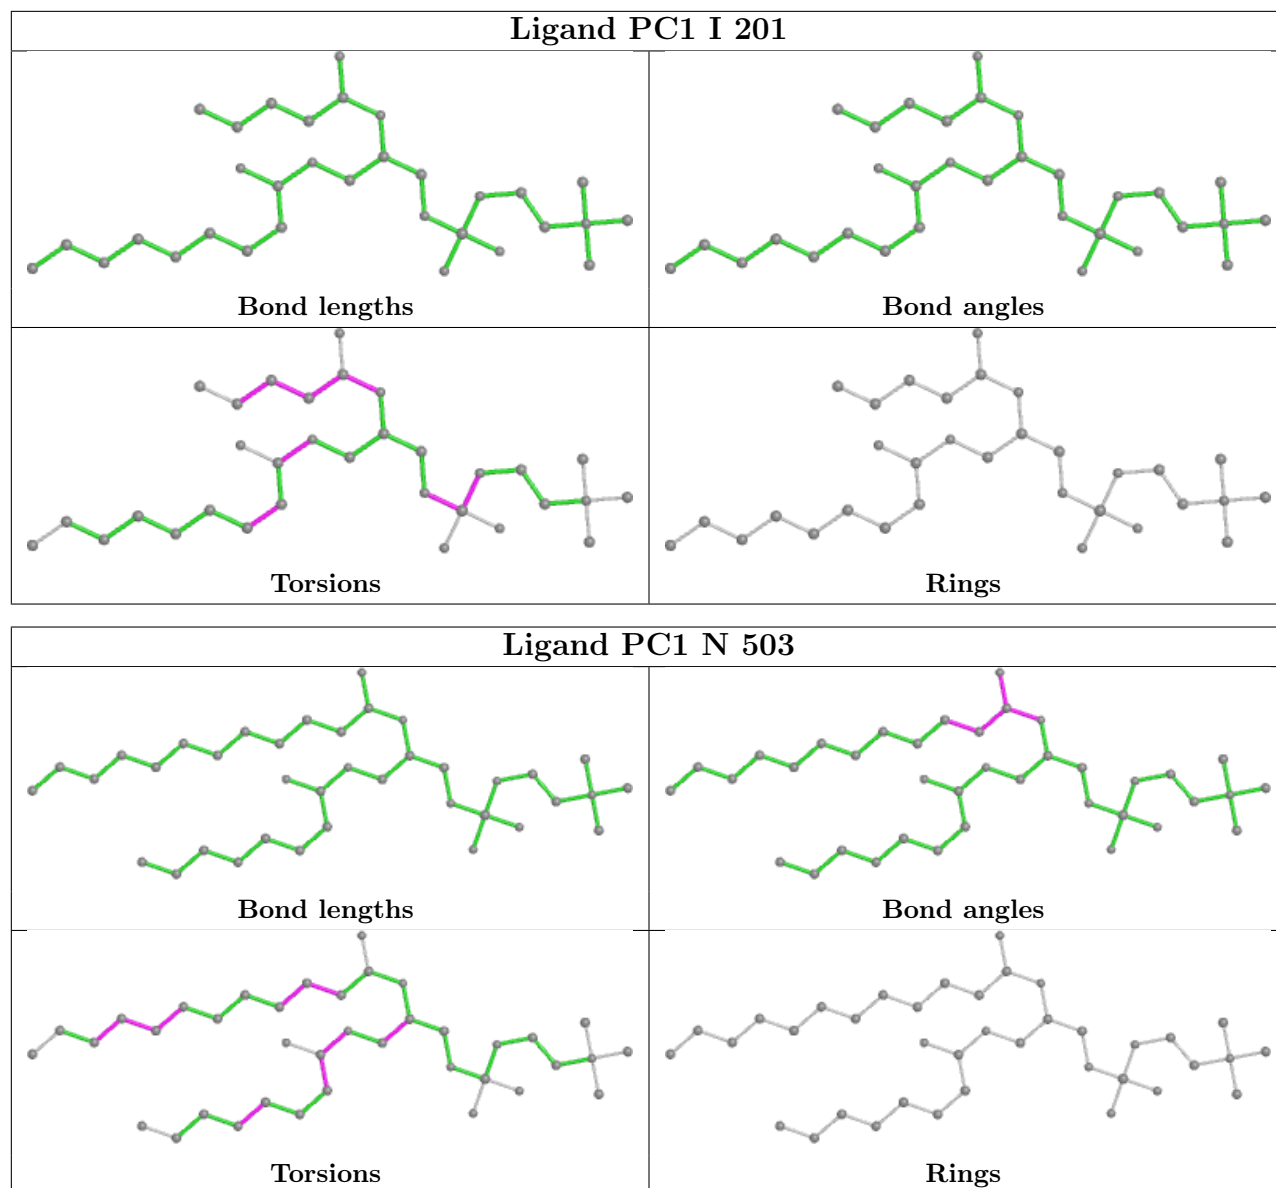 Ligand PC1 I 201
Bond lengths
Bond angles
Torsions
Rings
Ligand PC1 N 503
Bond lengths
Bond angles
Torsions
Rings